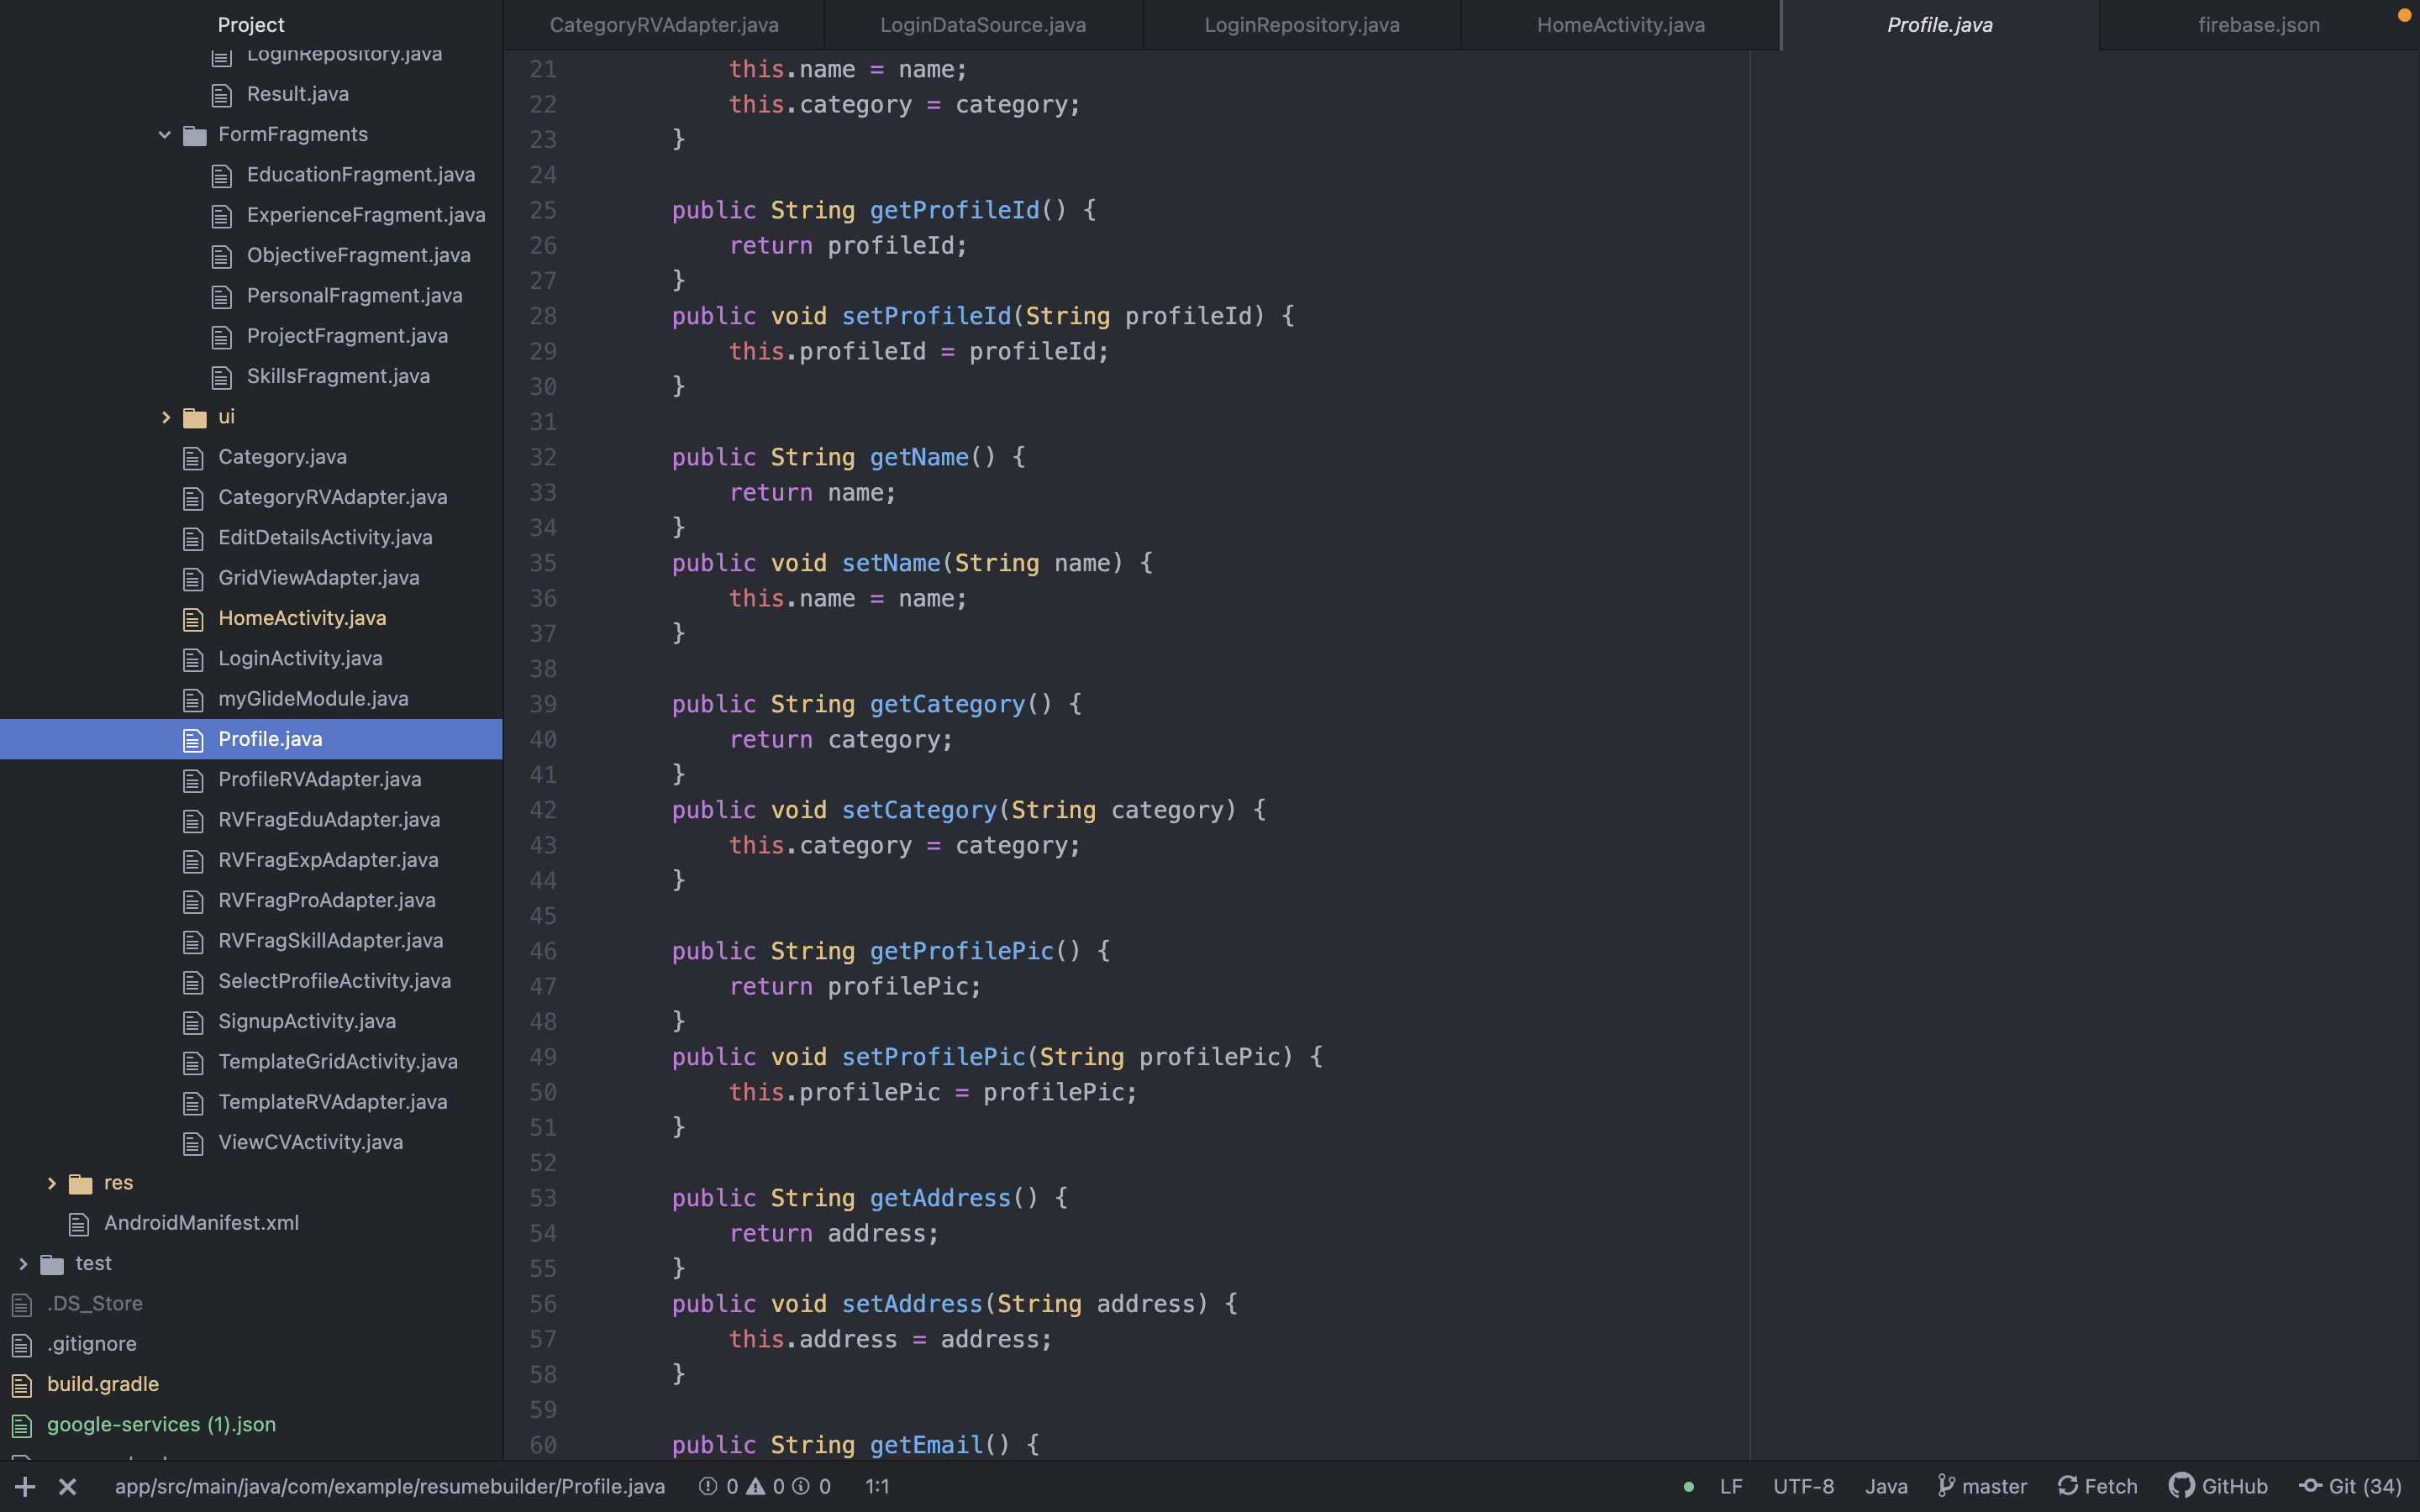 Project
LoginRepository.java
Result.java
FormFragments
EducationFragment.java
ExperienceFragment.java
ObjectiveFragment.java
PersonalFragment.java
ProjectFragment.java
SkillsFragment.java
ui
Category.java
CategoryRVAdapter.java
EditDetailsActivity.java
GridViewAdapter.java
HomeActivity.java
LoginActivity.java
myGlideModule.java
Profile.java
ProfileRVAdapter.java
RVFragEduAdapter.java
RVFragExpAdapter.java
RVFragProAdapter.java
RVFragSkillAdapter.java
SelectProfileActivity.java
SignupActivity.java
TemplateGridActivity.java
TemplateRVAdapter.java
ViewCVActivity.java
res
AndroidManifest.xml
test
.DS_Store
.gitignore
build.gradle
google-services (1).json
CategoryRVAdapter.java LoginDataSource.java LoginRepository.java HomeActivity.java Profile.java firebase.json
21 this.name = name;
22 this.category = category;
23 }
24
25 public String getProfileId() {
26 return profileId;
27 }
28 public void setProfileId(String profileId) {
29 this.profileId = profileId;
30 }
31
32 public String getName() {
33 return name;
34 }
35 public void setName(String name) {
36 this.name = name;
37 }
38
39 public String getCategory() {
40 return category;
41 }
42 public void setCategory(String category) {
43 this.category = category;
44 }
45
46 public String getProfilePic() {
47 return profilePic;
48 }
49 public void setProfilePic(String profilePic) {
50 this.profilePic = profilePic;
51 }
52
53 public String getAddress() {
54 return address;
55 }
56 public void setAddress(String address) {
57 this.address = address;
58 }
59
60 public String getEmail() {
app/src/main/java/com/example/resumebuilder/Profile.java 0 0 0 1:1 LF UTF-8 Java master Fetch GitHub Git (34)